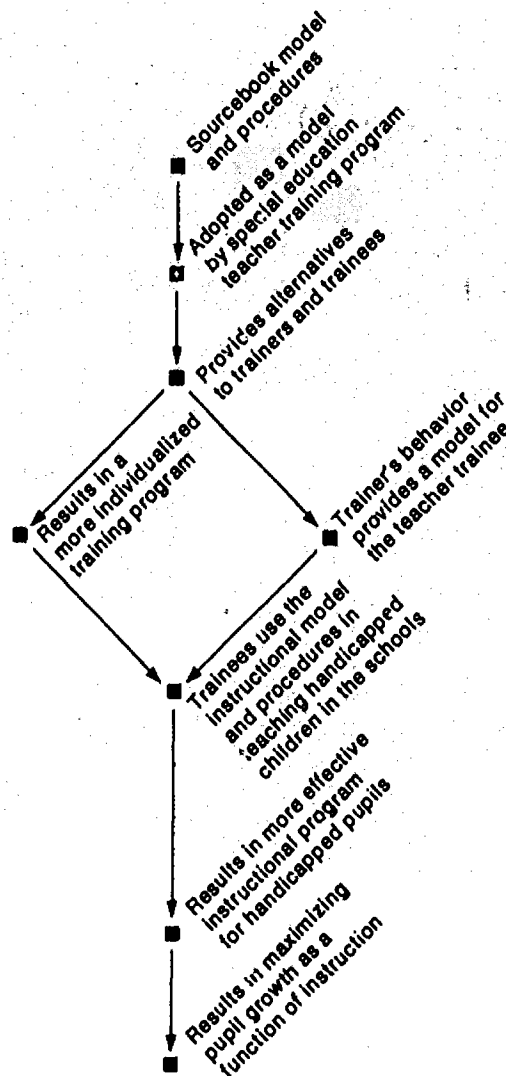 Sourcebook model
and procedures
Adopted as a model
by special education
teacher training program
Provides alternatives
to trainers and trainees
Results in a
more individualized
training program
Trainer's behavior
provides a model for
the teacher trainee
Trainees use the
instructional model
and procedures in
teaching handicapped
children in the schools
Results in more effective
instructional program
for handicapped pupils
Results in maximizing
pupil growth as a
function of instruction